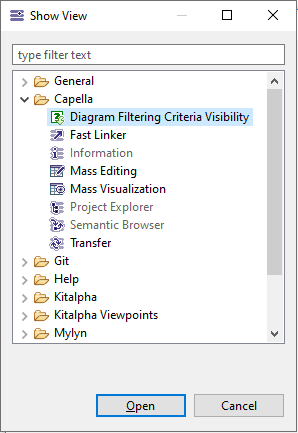 Show View
type filter text
General
Capella
Diagram Filtering Criteria Visibility
Fast Linker
Information
Mass Editing
Mass Visualization
Project Explorer
Semantic Browser
Transfer
Git
Help
Kitalpha
Kitalpha Viewpoints
Mylyn
Open
Cancel